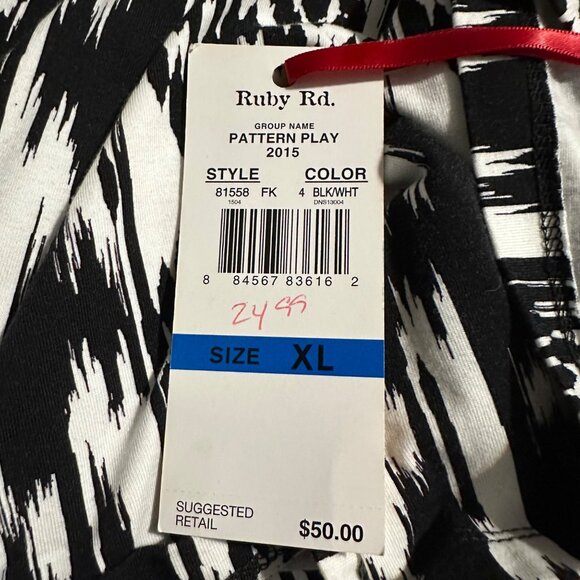 Ruby Rd.
GROUP NAME
PATTERN PLAY
2015
STYLE COLOR
81558 FK 4 BLK/WHT
1504 DNS13004
8 84567 83616 2
24 99
SIZE XL
SUGGESTED
RETAIL $50.00